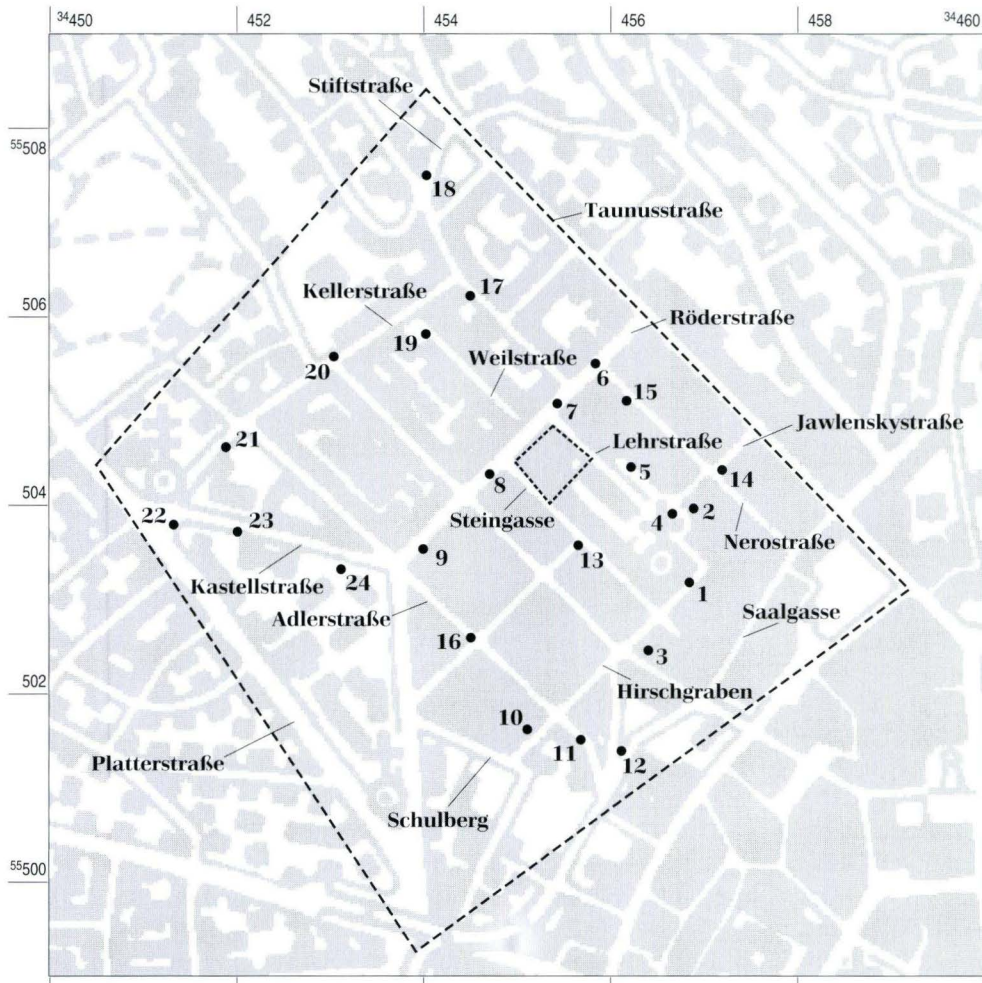 34450 452 454 456 458 34460
Stiftstraße
55508
18
Taunusstraße
Kellerstraße 17
506
Röderstraße
19
Weilstraße
20 6
15
7
Jawlenskystraße
21
Lehrstraße
5 14
8
504
Steingasse 4 2
22 23
Nerostraße
9 13
Kastellstraße 24
1
Adlerstraße
Saalgasse
16
3
502
Hirschgraben
10
11
12
Platterstraße
Schulberg
55500